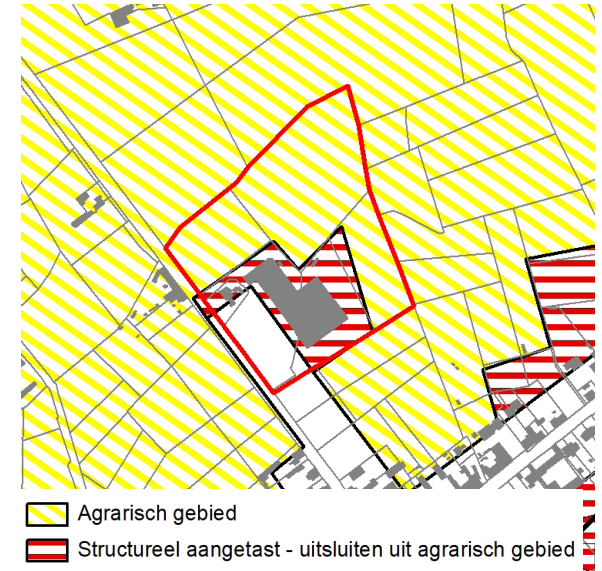 Agrarisch gebied
Structureel aangetast - uitsluiten uit agrarisch gebied